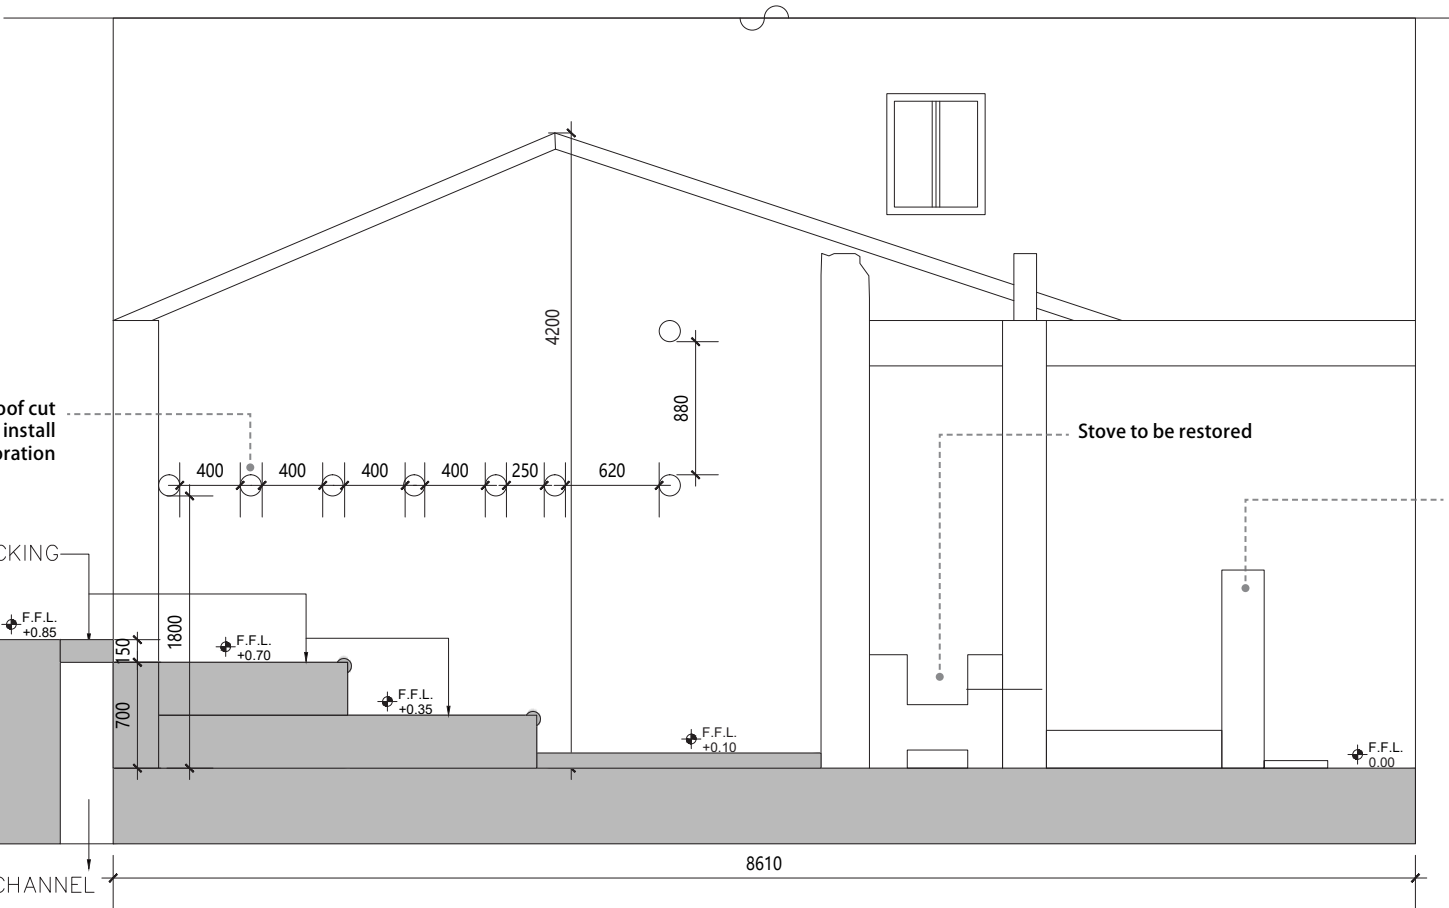 4200
880
oof cut
install
oration
Stove to be restored
400
400
400
400
250
620
CKING
F.F.L.
+0.85
150
1800
F.F.L.
+0.70
F.F.L.
+0.35
700
F.F.L.
+0.10
F.F.L.
0.00
8610
CHANNEL